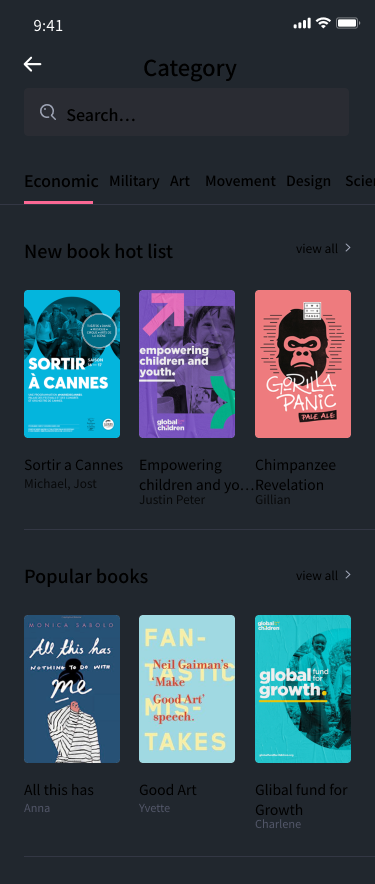 9:41
Category
Search...
Economic Military Art Movement Design Scien
New book hot list
view all
SORTIR SAISON
À CANNES
empowering
children and
youth.
global
children
GORILLA
PANIC
PALE ALE
Sortir a Cannes
Michael, Jost
Empowering
children and yo...
Justin Peter
Chimpanzee
Revelation
Gillian
Popular books
view all
MONICA SABOLO
All this has
NOTHING TO DO WITH
me
FAN-
TASTIC
MIS-
TAKES
Neil Gaiman's
'Make
Good Art'
speech.
global
children
global fund
for
growth.
All this has
Anna
Good Art
Yvette
Glibal fund for
Growth
Charlene